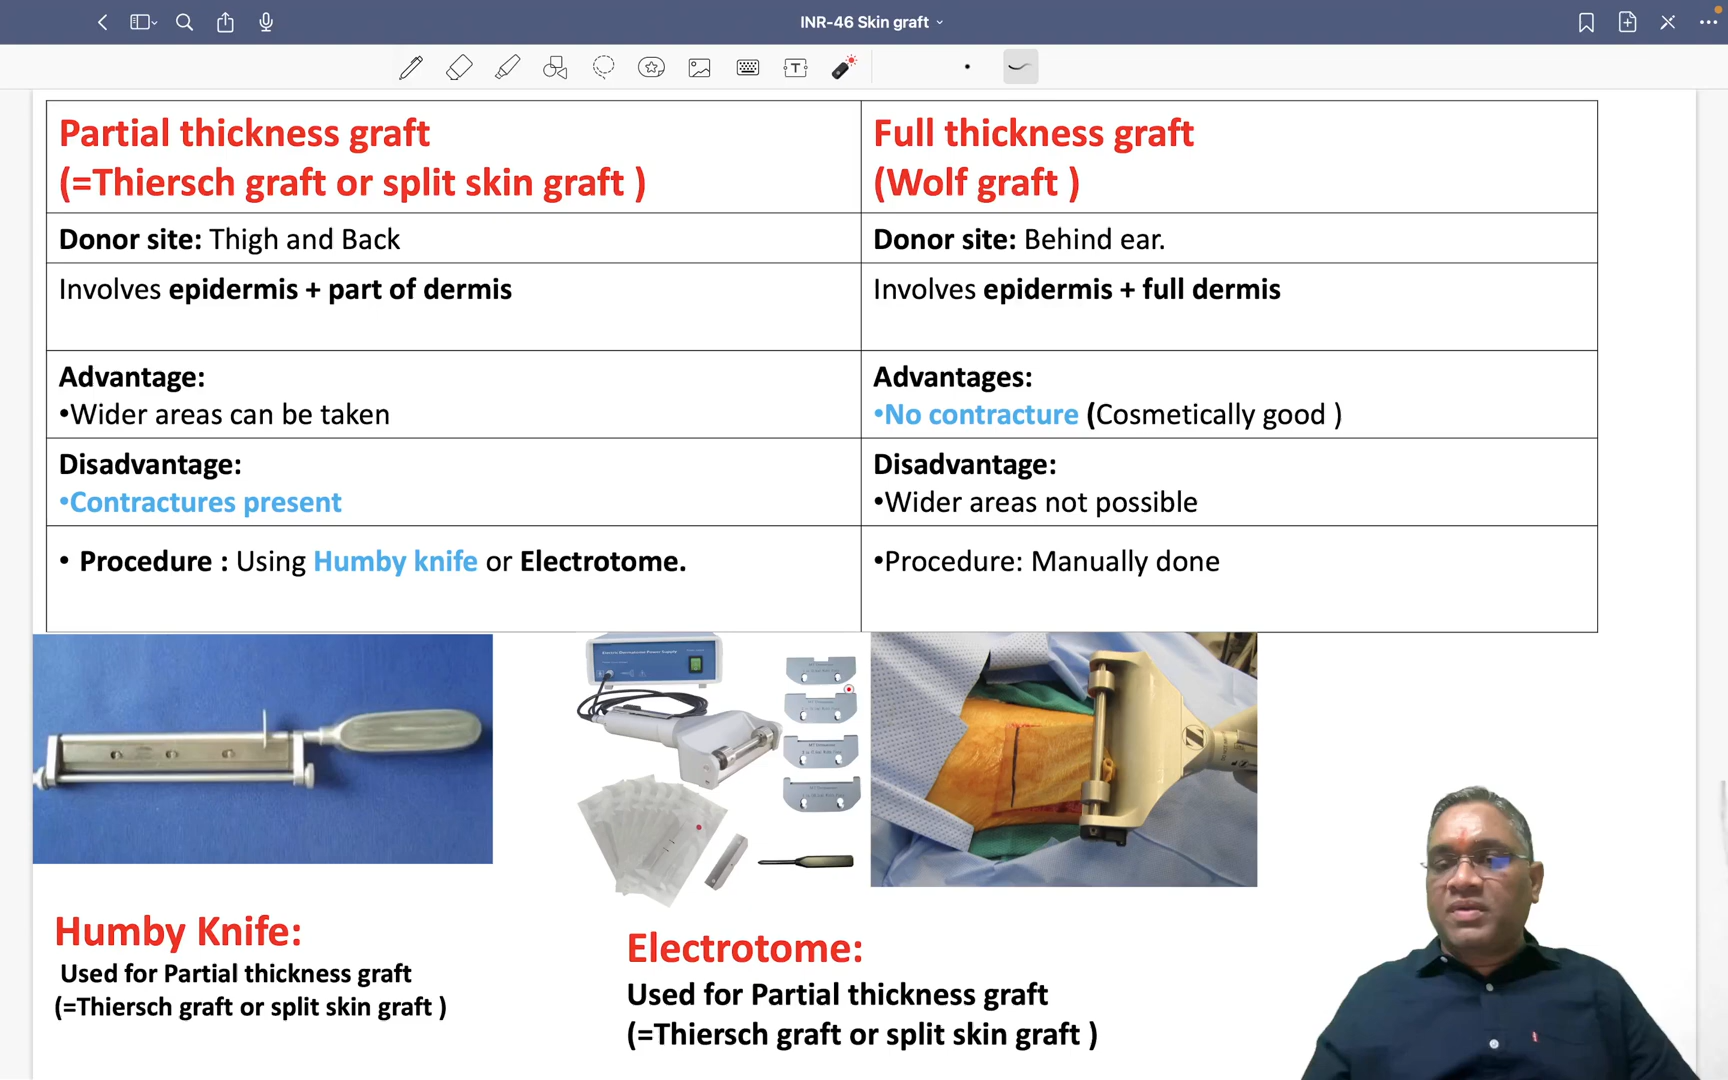 INR-46 Skin graft
Partial thickness graft
(=Thiersch graft or split skin graft )
Full thickness graft
(Wolf graft )
Donor site: Thigh and Back
Donor site: Behind ear.
Involves epidermis + part of dermis
Involves epidermis + full dermis
Advantage:
•Wider areas can be taken
Advantages:
•No contracture (Cosmetically good )
Disadvantage:
•Contractures present
Disadvantage:
•Wider areas not possible
• Procedure : Using Humby knife or Electrotome.
•Procedure: Manually done
Humby Knife:
Used for Partial thickness graft
(=Thiersch graft or split skin graft )
Electrotome:
Used for Partial thickness graft
(=Thiersch graft or split skin graft )